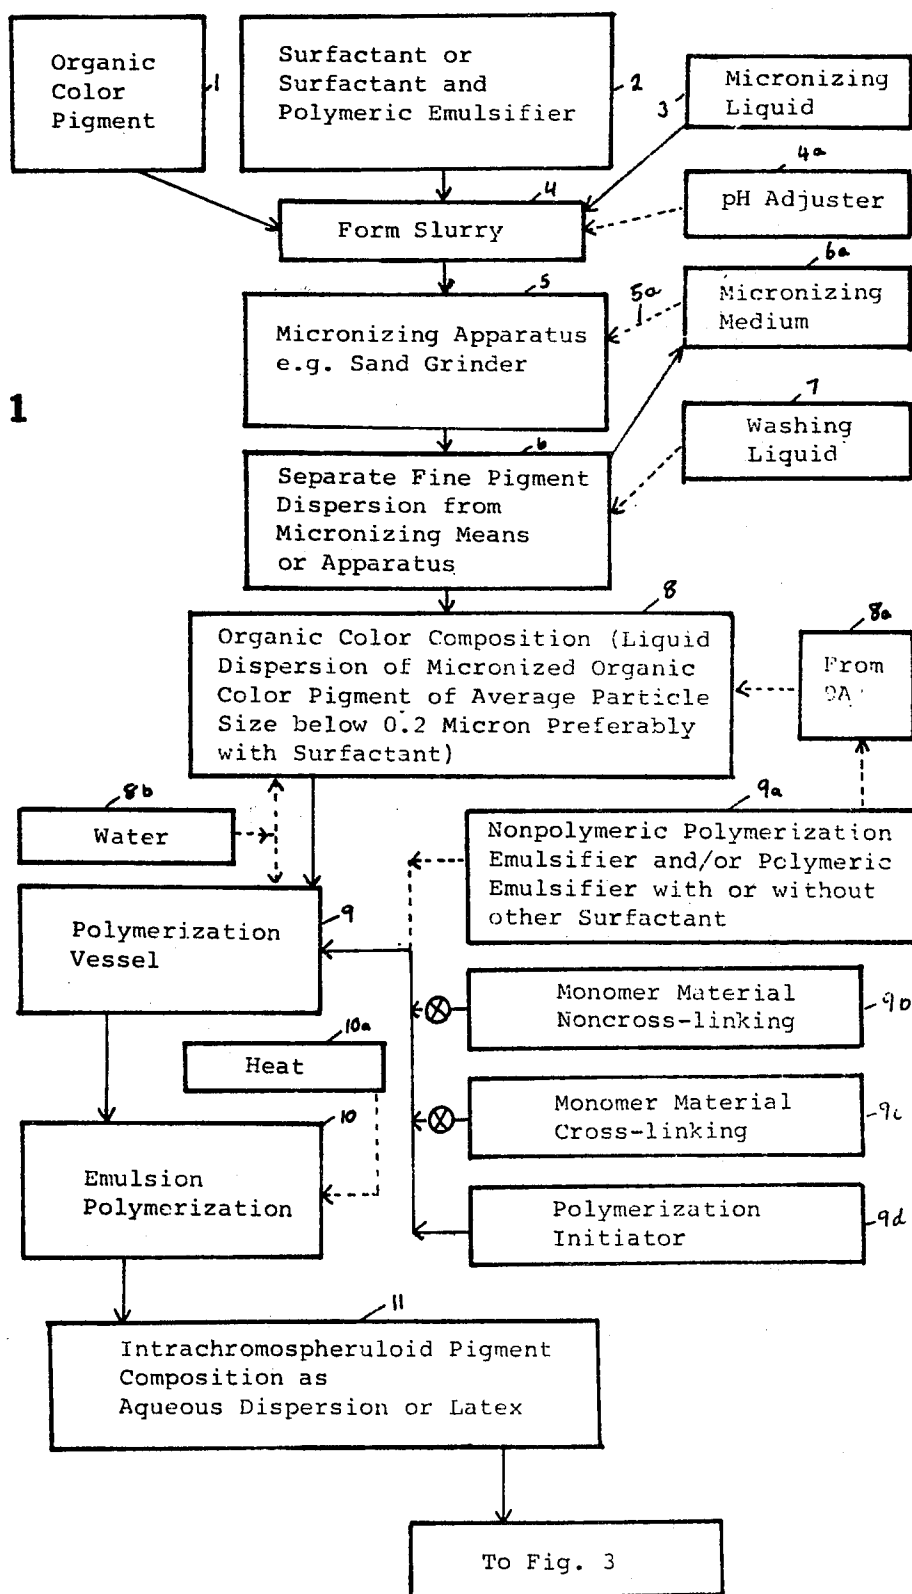 Organic
Color
Pigment
1
Surfactant or
Surfactant and
Polymeric Emulsifier
2
3
Micronizing
Liquid
4a
pH Adjuster
4
Form Slurry
5
Micronizing Apparatus
e.g. Sand Grinder
5a
6a
Micronizing
Medium
1
7
Washing
Liquid
6
Separate Fine Pigment
Dispersion from
Micronizing Means
or Apparatus
8
Organic Color Composition (Liquid
Dispersion of Micronized Organic
Color Pigment of Average Particle
Size below 0.2 Micron Preferably
with Surfactant)
8a
From
9A
8b
Water
9a
Nonpolymeric Polymerization
Emulsifier and/or Polymeric
Emulsifier with or without
other Surfactant
9
Polymerization
Vessel
Monomer Material
Noncross-linking
9b
10a
Heat
Monomer Material
Cross-linking
9c
10
Emulsion
Polymerization
Polymerization
Initiator
9d
11
Intrachromospheruloid Pigment
Composition as
Aqueous Dispersion or Latex
To Fig. 3